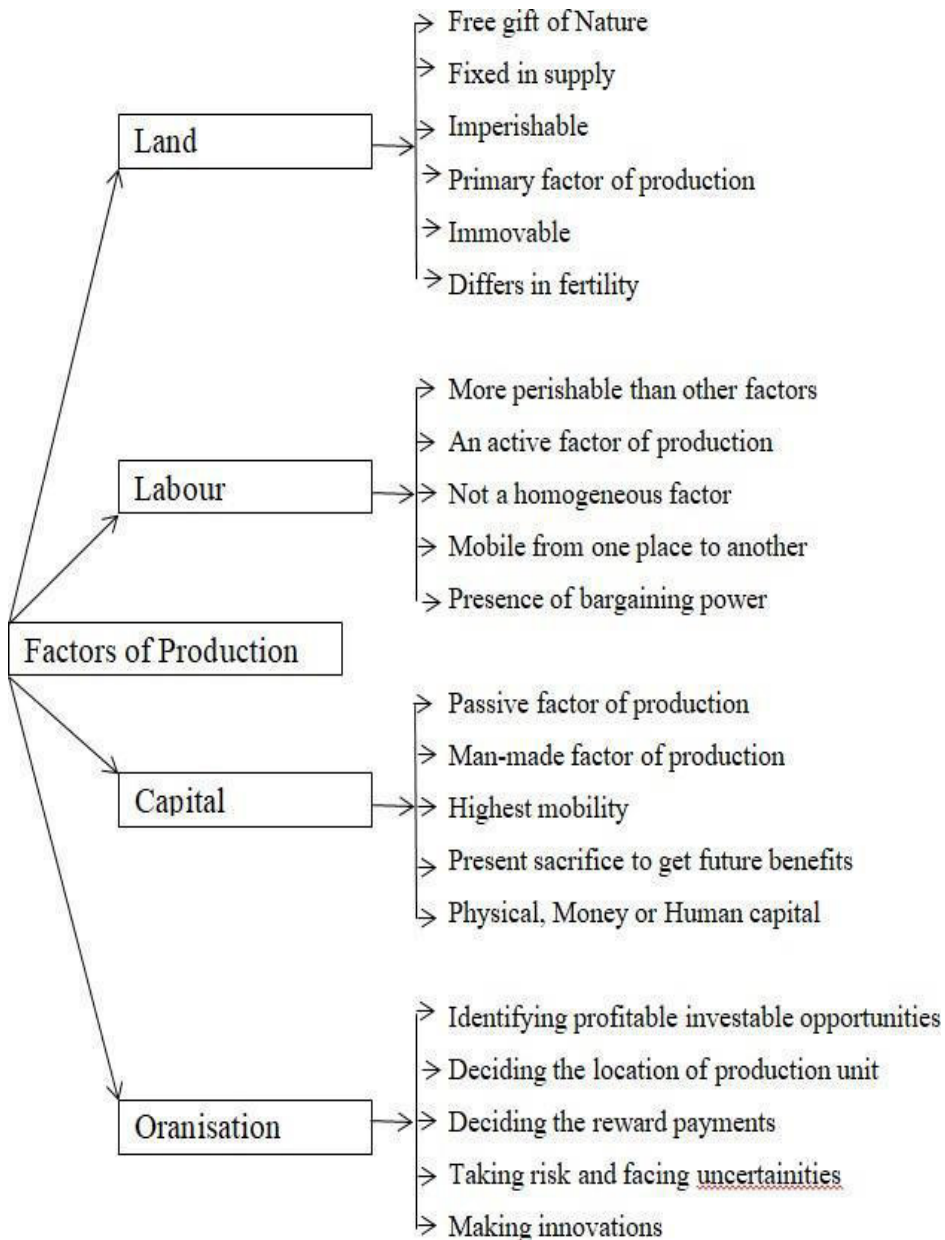 Free gift of Nature
Fixed in supply
Land
Imperishable
Primary factor of production
Immovable
Differs in fertility
More perishable than other factors
An active factor of production
Labour
Not a homogeneous factor
Mobile from one place to another
Presence of bargaining power
Factors of Production
Passive factor of production
Man-made factor of production
Capital
Highest mobility
Present sacrifice to get future benefits
Physical, Money or Human capital
Identifying profitable investable opportunities
Deciding the location of production unit
Oranisation
Deciding the reward payments
Taking risk and facing uncertainities
Making innovations